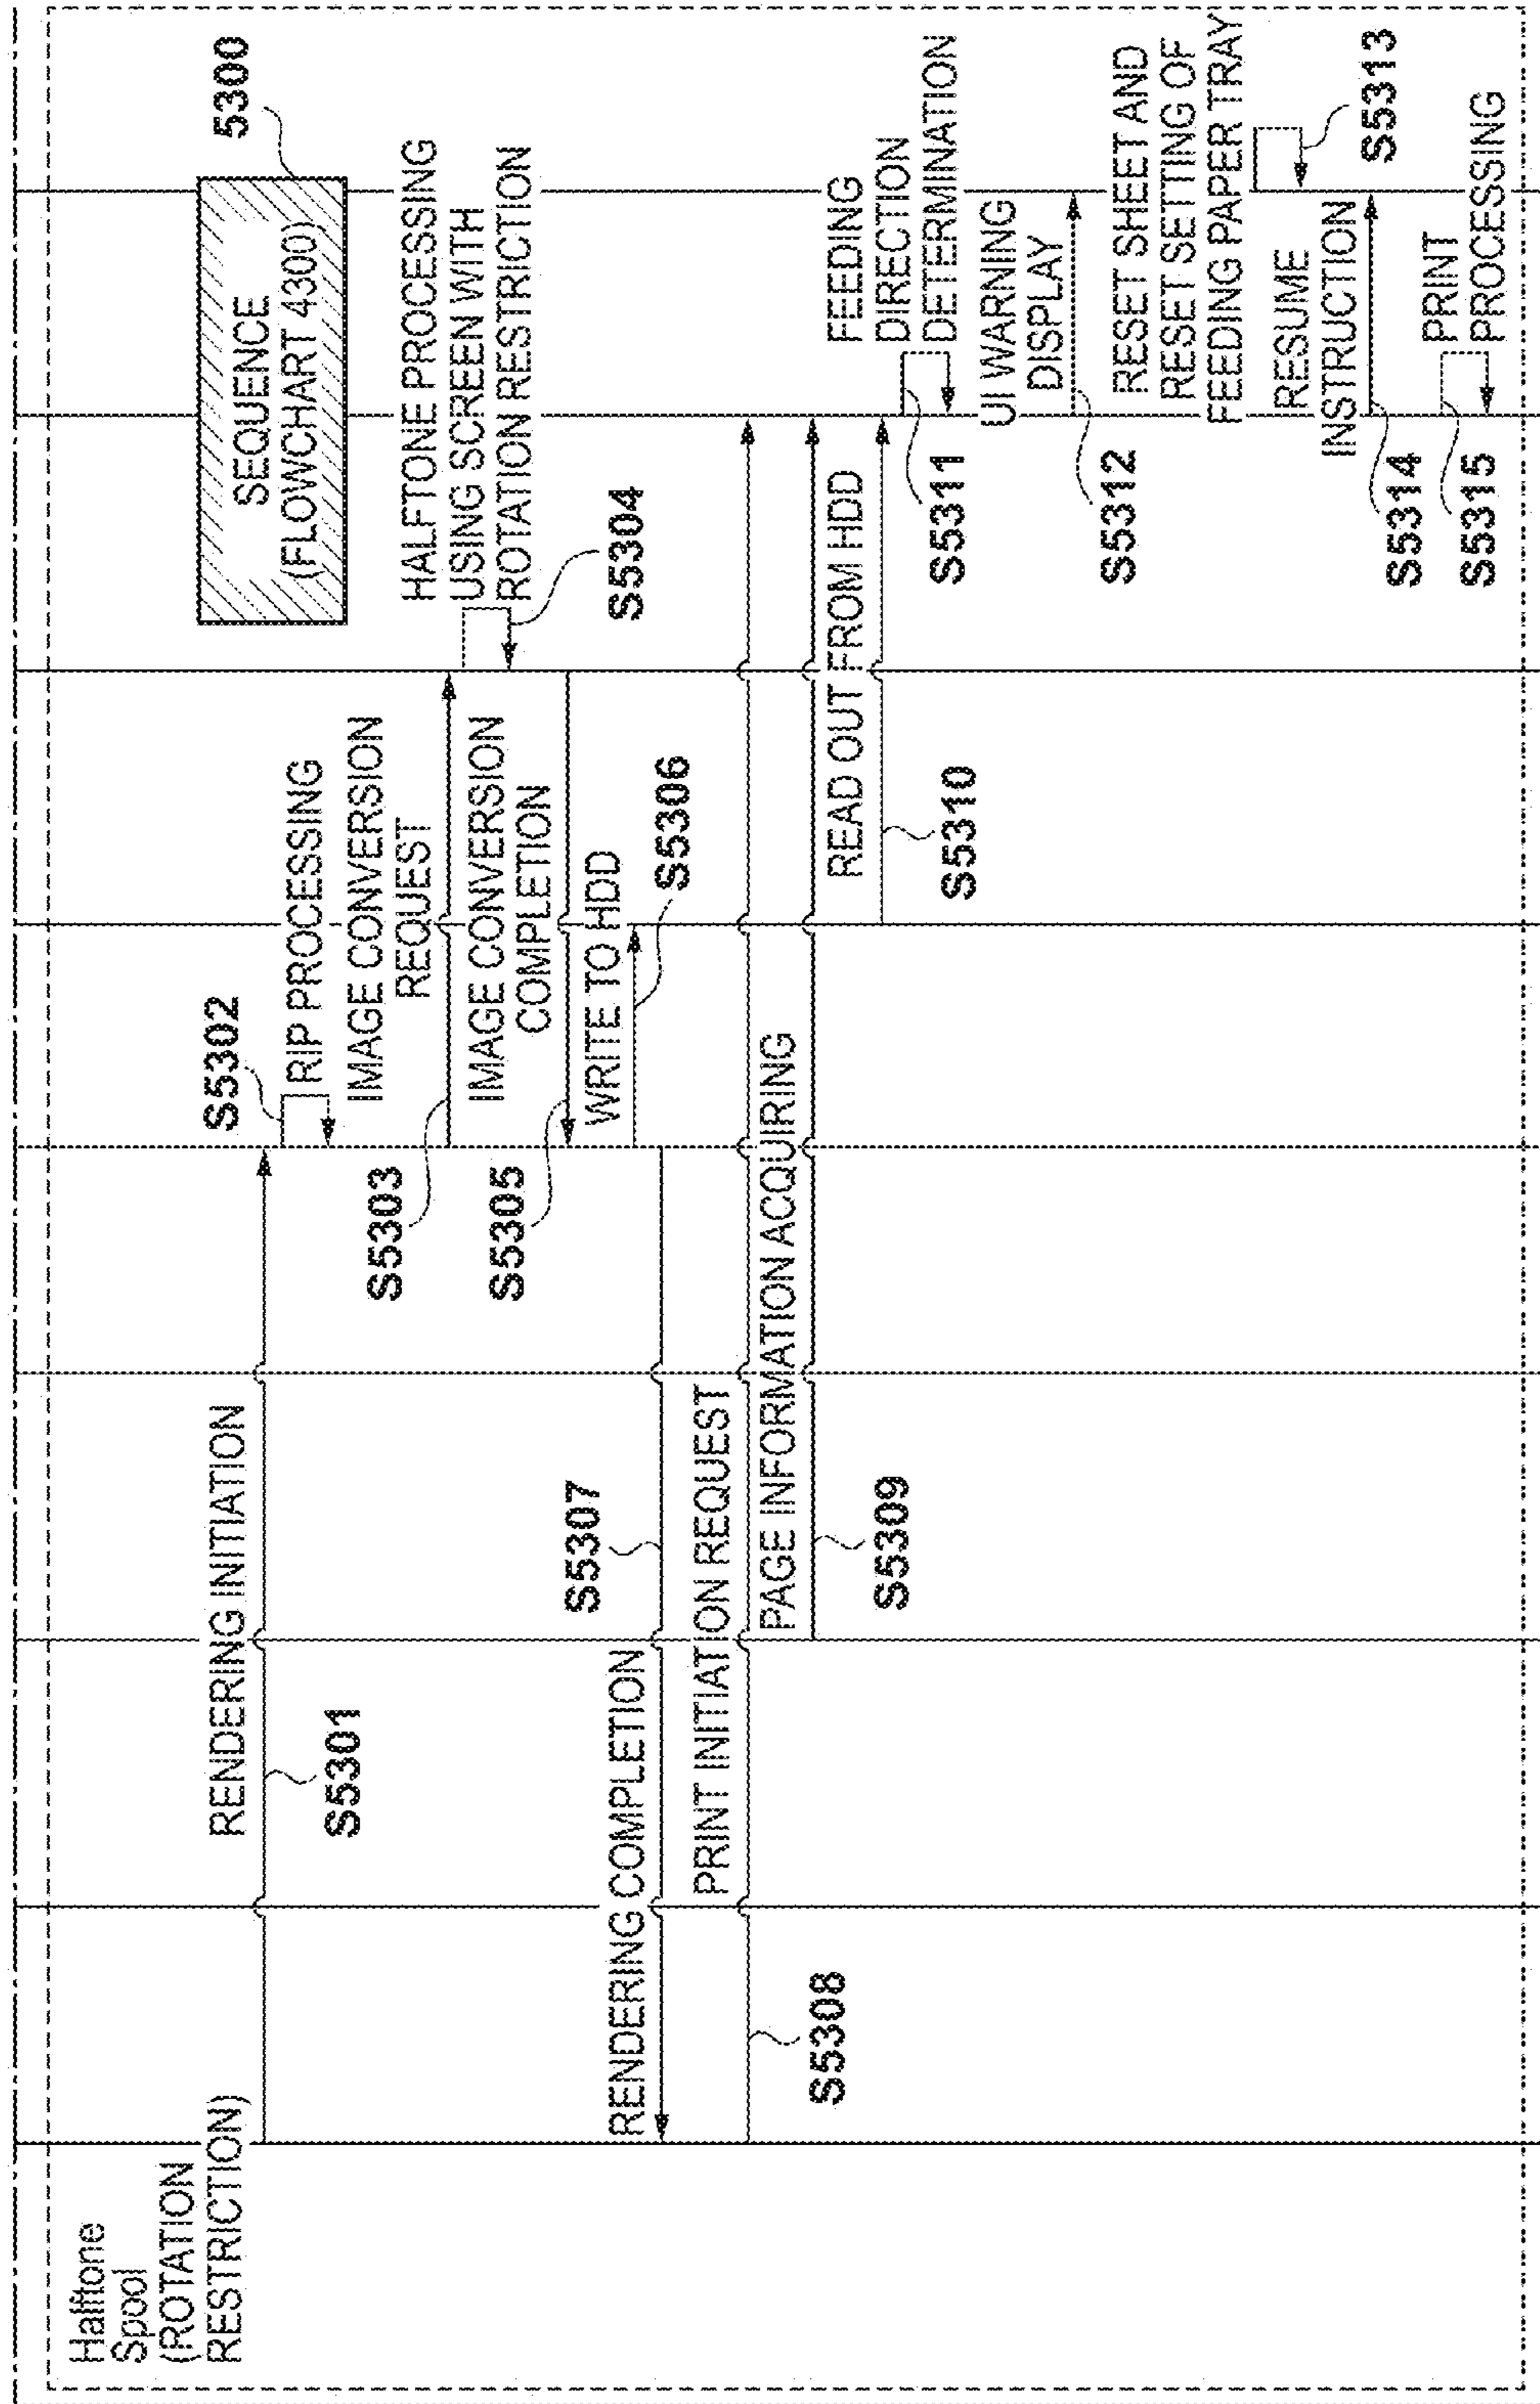 Halftone
Spool
(ROTATION
RESTRICTION)
5300
SEQUENCE
(FLOWCHART 4300)
RENDERING INITIATION
S5301
S5302
RIP PROCESSING
IMAGE CONVERSION
REQUEST
S5303
HALFTONE PROCESSING
USING SCREEN WITH
ROTATION RESTRICTION
S5304
IMAGE CONVERSION
COMPLETION
S5305
WRITE TO HDD
S5306
RENDERING COMPLETION
S5307
PRINT INITIATION REQUEST
S5308
PAGE INFORMATION ACQUIRING
S5309
READ OUT FROM HDD
S5310
FEEDING
DIRECTION
DETERMINATION
S5311
UI WARNING
DISPLAY
S5312
RESET SHEET AND
RESET SETTING OF
FEEDING PAPER TRAY
S5313
RESUME
INSTRUCTION
S5314
PRINT
PROCESSING
S5315